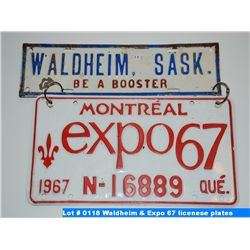 WALDHEIM, SASK.
BE A BOOSTER
MONTRÉAL
expo67
1967 N-16889 QUÉ.
Lot # 0118 Waldheim & Expo 67 licenese plates